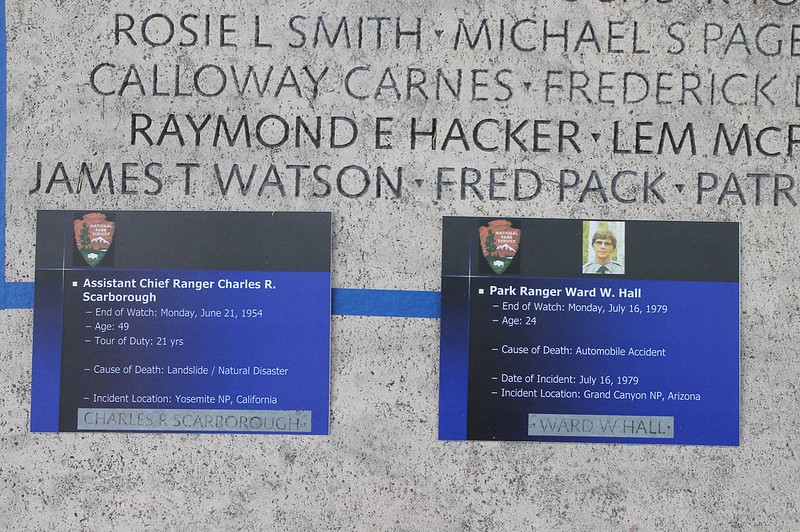 ROSIE L SMITH · MICHAEL S PAGE
CALLOWAY CARNES · FREDERICK
RAYMOND E HACKER · LEM
JAMES T WATSON · FRED PACK · PATR
NATIONAL
PARK
SERVICE
▪ Assistant Chief Ranger Charles R.
Scarborough
– End of Watch: Monday, June 21, 1954
– Age: 49
– Tour of Duty: 21 yrs
– Cause of Death: Landslide / Natural Disaster
– Incident Location: Yosemite NP, California
CHARLES R SCARBOROUGH ·
NATIONAL
PARK
SERVICE
▪ Park Ranger Ward W. Hall
– End of Watch: Monday, July 16, 1979
– Age: 24
– Cause of Death: Automobile Accident
– Date of Incident: July 16, 1979
– Incident Location: Grand Canyon NP, Arizona
· WARD W HALL ·